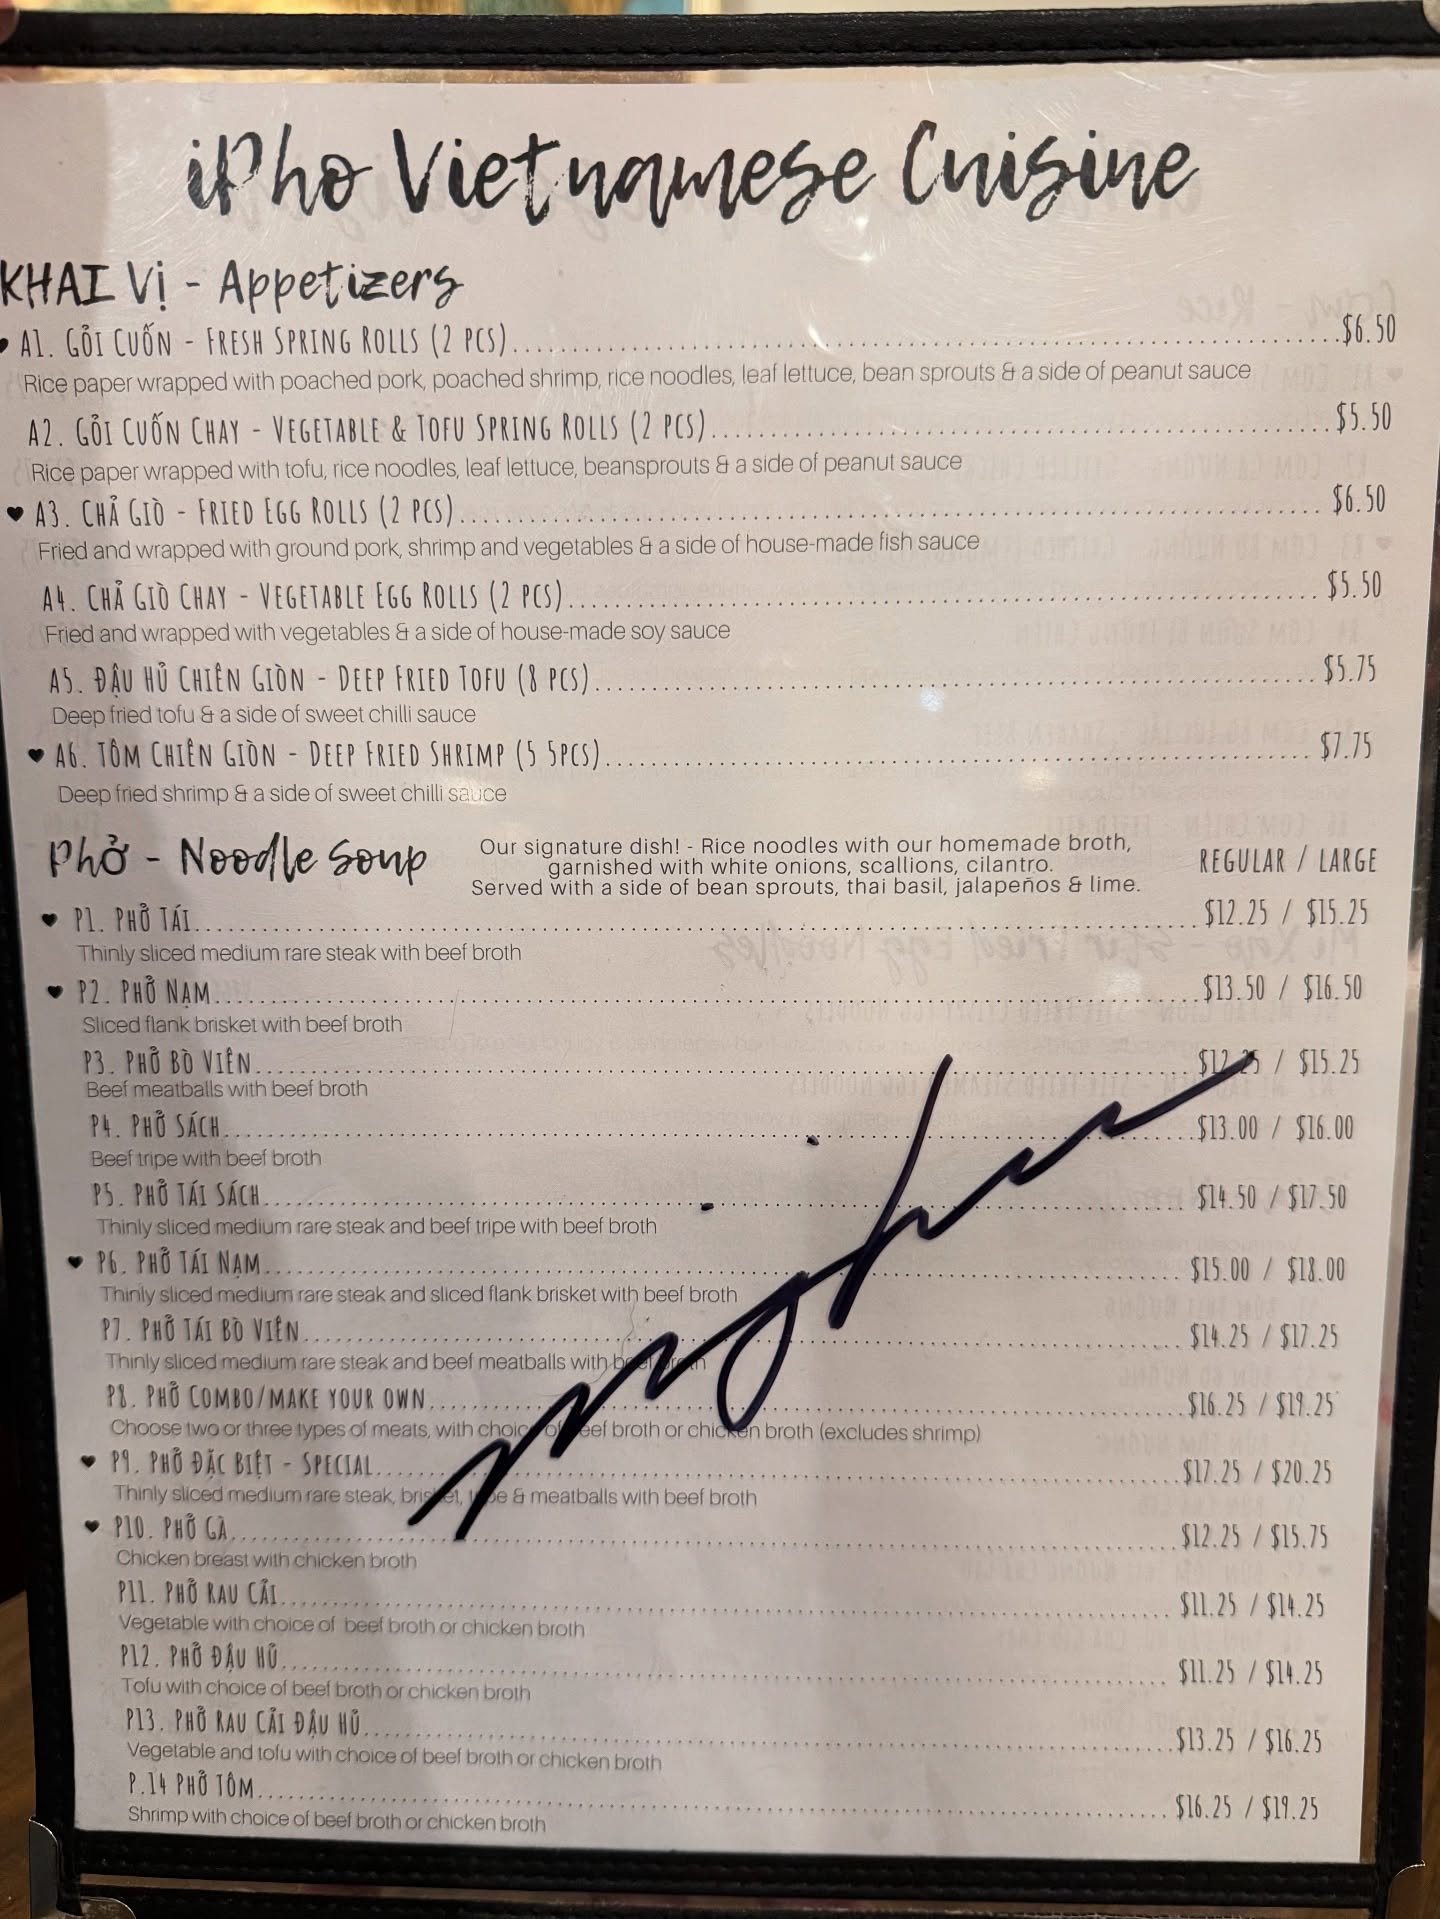 iPho Vietnamese Cuisine
KHAI Vị - Appetizers
♥ A1. GỎI CUỐN - FRESH SPRING ROLLS (2 PCS)........$6.50
Rice paper wrapped with poached pork, poached shrimp, rice noodles, leaf lettuce, bean sprouts & a side of peanut sauce
A2. GỎI CUỐN CHAY - VEGETABLE & TOFU SPRING ROLLS (2 PCS)........$5.50
Rice paper wrapped with tofu, rice noodles, leaf lettuce, beansprouts & a side of peanut sauce
♥ A3. CHẢ GIÒ - FRIED EGG ROLLS (2 PCS)........$6.50
Fried and wrapped with ground pork, shrimp and vegetables & a side of house-made fish sauce
A4. CHẢ GIÒ CHAY - VEGETABLE EGG ROLLS (2 PCS)........$5.50
Fried and wrapped with vegetables & a side of house-made soy sauce
A5. ĐẬU HỦ CHIÊN GIÒN - DEEP FRIED TOFU (8 PCS)........$5.75
Deep fried tofu & a side of sweet chilli sauce
♥ A6. TÔM CHIÊN GIÒN - DEEP FRIED SHRIMP (5 5PCS)........$7.75
Deep fried shrimp & a side of sweet chilli sauce
Phở - Noodle Soup
Our signature dish! - Rice noodles with our homemade broth,
garnished with white onions, scallions, cilantro.
Served with a side of bean sprouts, thai basil, jalapeños & lime.
REGULAR / LARGE
♥ P1. PHỞ TÁI........$12.25 / $15.25
Thinly sliced medium rare steak with beef broth
♥ P2. PHỞ NẠM........$13.50 / $16.50
Sliced flank brisket with beef broth
P3. PHỞ BÒ VIÊN........$12.25 / $15.25
Beef meatballs with beef broth
P4. PHỞ SÁCH........$13.00 / $16.00
Beef tripe with beef broth
P5. PHỞ TÁI SÁCH........$14.50 / $17.50
Thinly sliced medium rare steak and beef tripe with beef broth
♥ P6. PHỞ TÁI NẠM........$15.00 / $18.00
Thinly sliced medium rare steak and sliced flank brisket with beef broth
P7. PHỞ TÁI BÒ VIÊN........$14.25 / $17.25
Thinly sliced medium rare steak and beef meatballs with beef broth
P8. PHỞ COMBO/MAKE YOUR OWN........$16.25 / $19.25
Choose two or three types of meats, with choice of beef broth or chicken broth (excludes shrimp)
♥ P9. PHỞ ĐẶC BIỆT - SPECIAL........$17.25 / $20.25
Thinly sliced medium rare steak, brisket, tripe & meatballs with beef broth
♥ P10. PHỞ GÀ........$12.25 / $15.75
Chicken breast with chicken broth
P11. PHỞ RAU CẢI........$11.25 / $14.25
Vegetable with choice of beef broth or chicken broth
P12. PHỞ ĐẬU HỦ........$11.25 / $14.25
Tofu with choice of beef broth or chicken broth
P13. PHỞ RAU CẢI ĐẬU HỦ........$13.25 / $16.25
Vegetable and tofu with choice of beef broth or chicken broth
P.14 PHỞ TÔM........$16.25 / $19.25
Shrimp with choice of beef broth or chicken broth